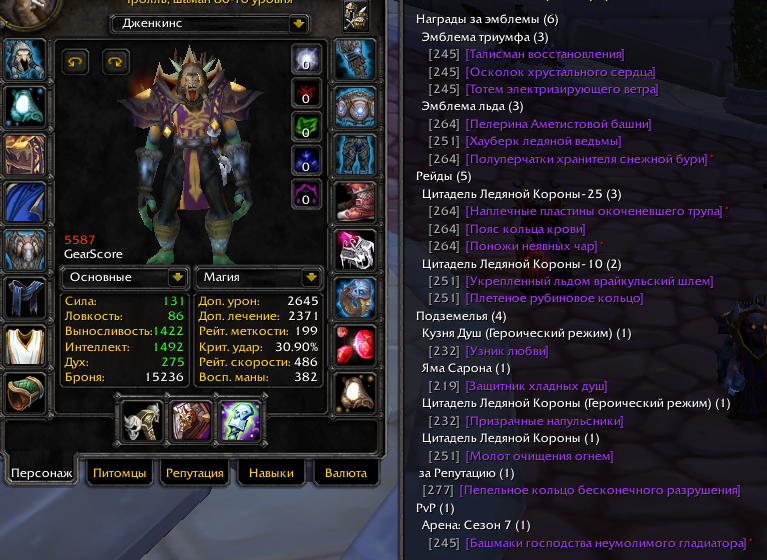 Тролль, шаман 80-го уровня
Дженкинс
0
0
0
0
0
5587
GearScore
Основные
Магия
Сила: 131
Ловкость: 86
Выносливость: 1422
Интеллект: 1492
Дух: 275
Броня: 15236
Доп. урон: 2645
Доп. лечение: 2371
Рейт. меткости: 199
Крит. удар: 30.90%
Рейт. скорости: 486
Восп. маны: 382
Персонаж
Питомцы
Репутация
Навыки
Валюта
Награды за эмблемы (6)
Эмблема триумфа (3)
[245] [Талисман восстановления]
[245] [Осколок хрустального сердца]
[245] [Тотем электризирующего ветра]
Эмблема льда (3)
[264] [Пелерина Аметистовой башни]
[251] [Хауберк ледяной ведьмы]
[264] [Полуперчатки хранителя снежной бури]*
Рейды (5)
Цитадель Ледяной Короны-25 (3)
[264] [Наплечные пластины окоченевшего трупа]*
[264] [Пояс кольца крови]
[264] [Поножи неявных чар]*
Цитадель Ледяной Короны-10 (2)
[251] [Укрепленный льдом врайкульский шлем]
[251] [Плетеное рубиновое кольцо]
Подземелья (4)
Кузня Душ (Героический режим) (1)
[232] [Узник любви]
Яма Сарона (1)
[219] [Защитник хладных душ]
Цитадель Ледяной Короны (Героический режим) (1)
[232] [Призрачные напульсники]
Цитадель Ледяной Короны (1)
[251] [Молот очищения огнем]
за Репутацию (1)
[277] [Пепельное кольцо бесконечного разрушения]
PvP (1)
Арена: Сезон 7 (1)
[245] [Башмаки господства неумолимого гладиатора]*